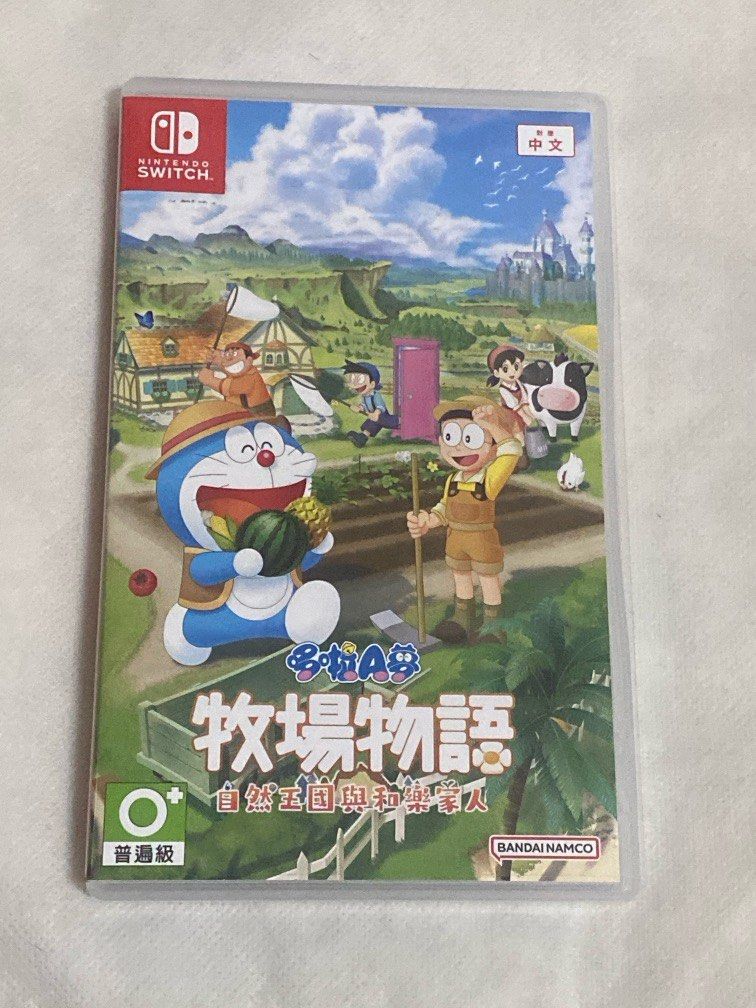 NINTENDO
SWITCH
對應
中文
哆啦A夢
牧場物語
自然王國與和樂家人
0+
普遍級
BANDAI NAMCO